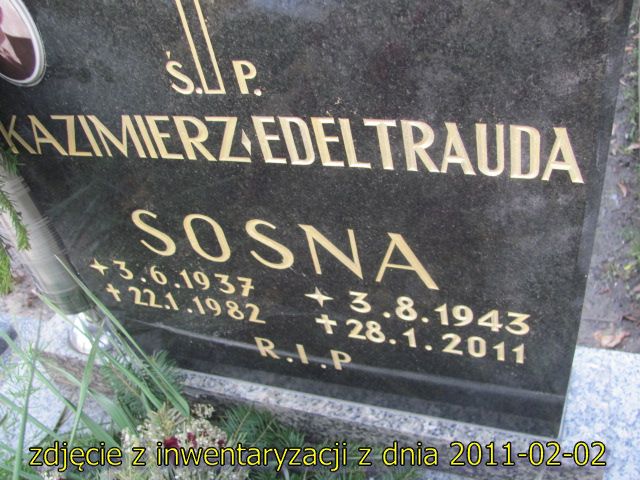 Ś. P.
KAZIMIERZ EDELTRAUDA
SOSNA
3.6.1937 3.8.1943
22.1.1982 28.1.2011
R.I.P
zdjęcie z inwentaryzacji z dnia 2011-02-02